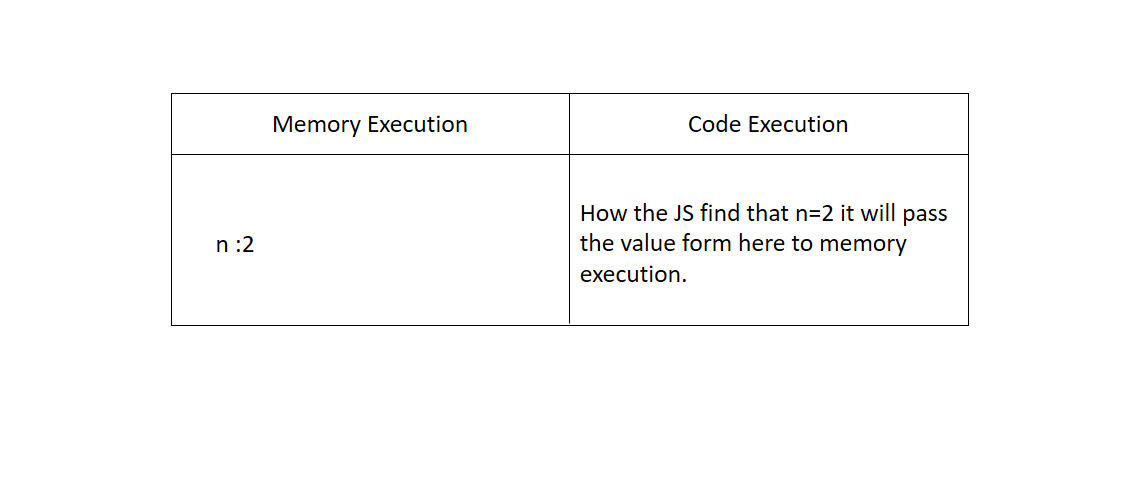 Memory Execution
Code Execution
n :2
How the JS find that n=2 it will pass
the value form here to memory
execution.